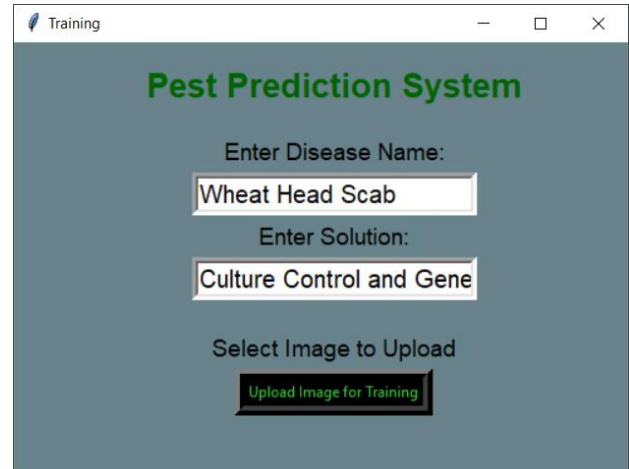 Training
Pest Prediction System
Enter Disease Name:
Wheat Head Scab
Enter Solution:
Culture Control and Gene
Select Image to Upload
Upload Image for Training